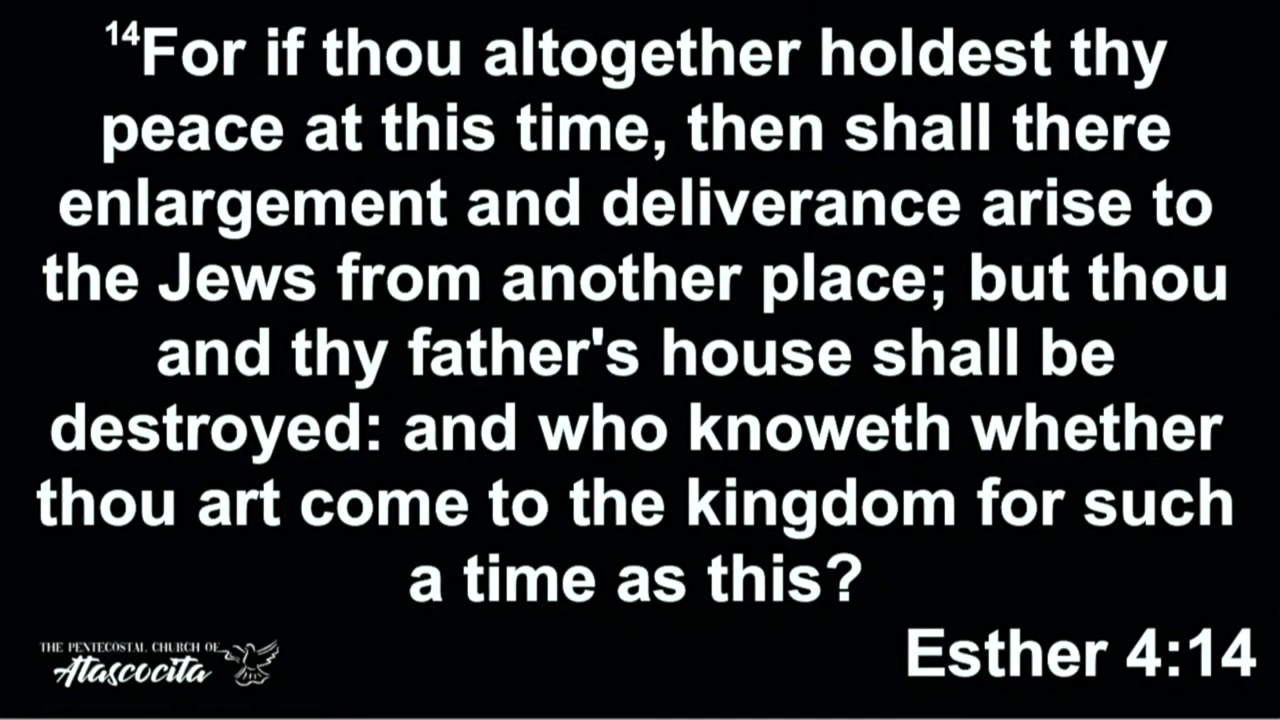 14For if thou altogether holdest thy
peace at this time, then shall there
enlargement and deliverance arise to
the Jews from another place; but thou
and thy father's house shall be
destroyed: and who knoweth whether
thou art come to the kingdom for such
a time as this?
Esther 4:14
THE PENTECOSTAL CHURCH OF
Atascocita